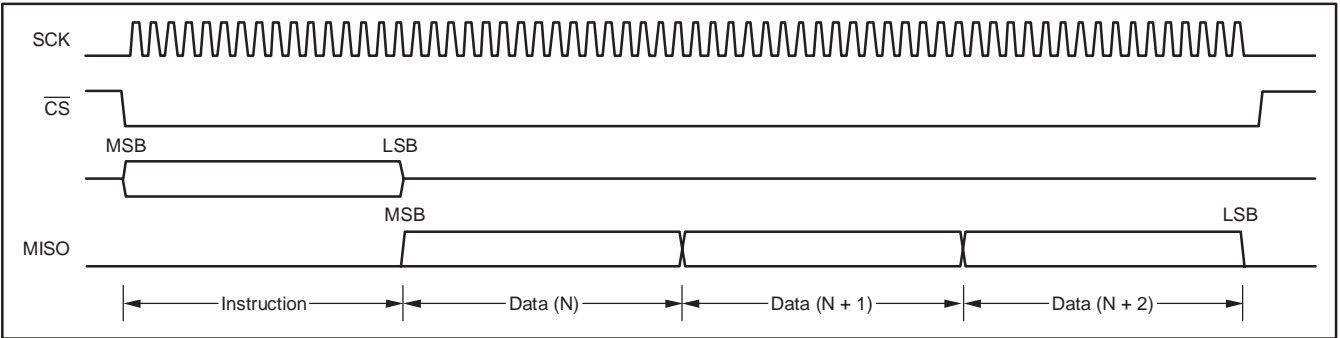 SCK
CS
MSB LSB
MSB LSB
MISO
Instruction Data (N) Data (N + 1) Data (N + 2)